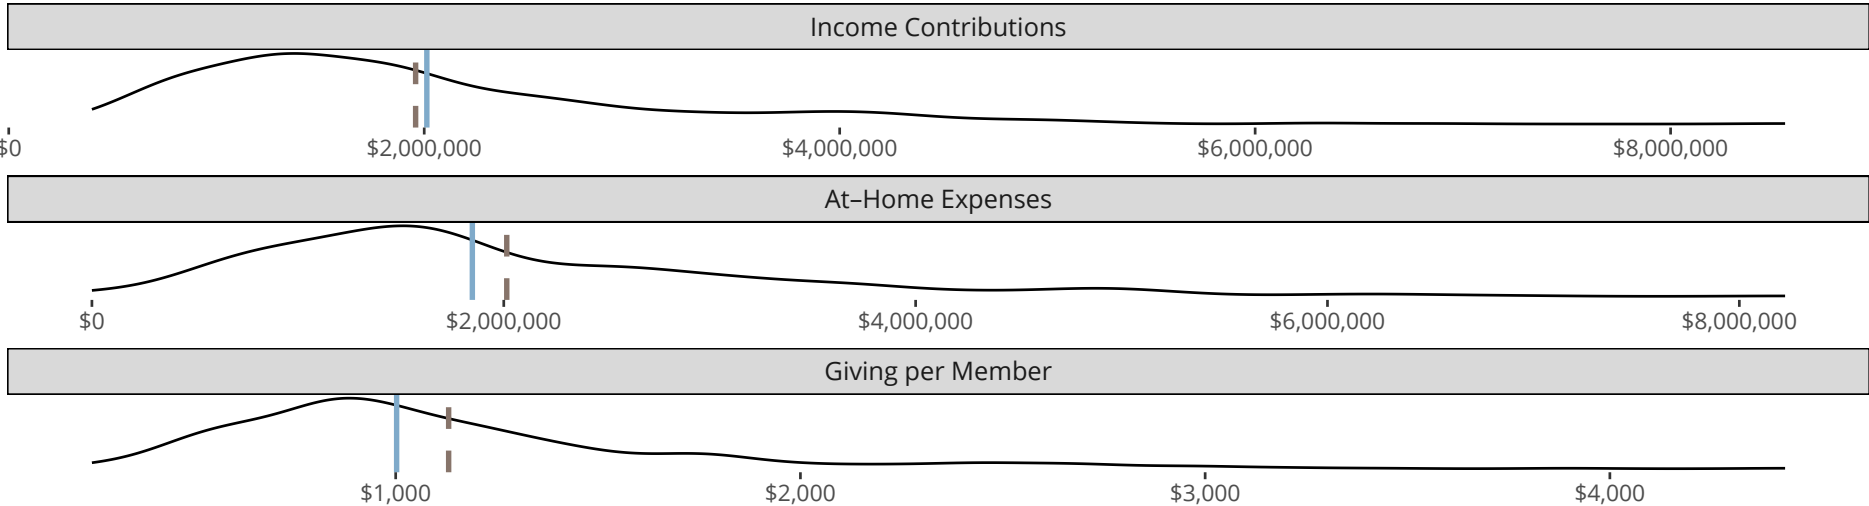 Income Contributions
$0 $2,000,000 $4,000,000 $6,000,000 $8,000,000
At–Home Expenses
$0 $2,000,000 $4,000,000 $6,000,000 $8,000,000
Giving per Member
$1,000 $2,000 $3,000 $4,000